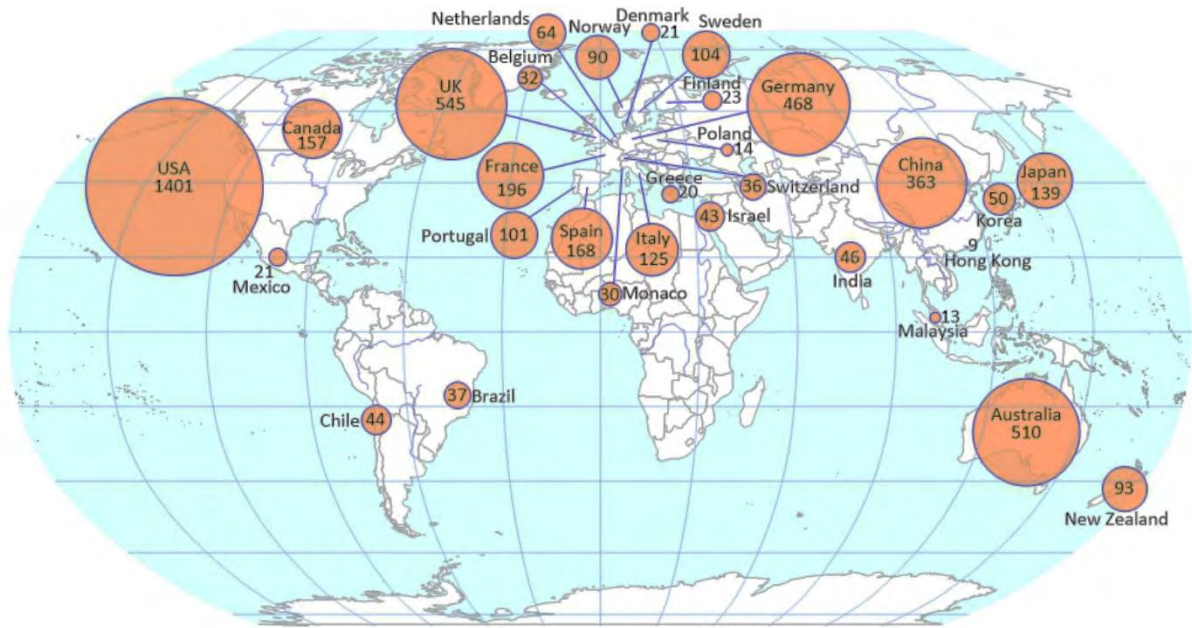 Netherlands
64
Norway
90
Denmark
21
Sweden
104
Belgium
32
Finland
23
UK
545
Germany
468
USA
1401
Canada
157
Poland
14
France
196
Greece
20
36 Switzerland
China
363
Japan
139
50
Korea
43 Israel
Portugal 101
Spain
168
Italy
125
9
Hong Kong
46
India
21
Mexico
30 Monaco
13
Malaysia
37 Brazil
Chile 44
Australia
510
93
New Zealand